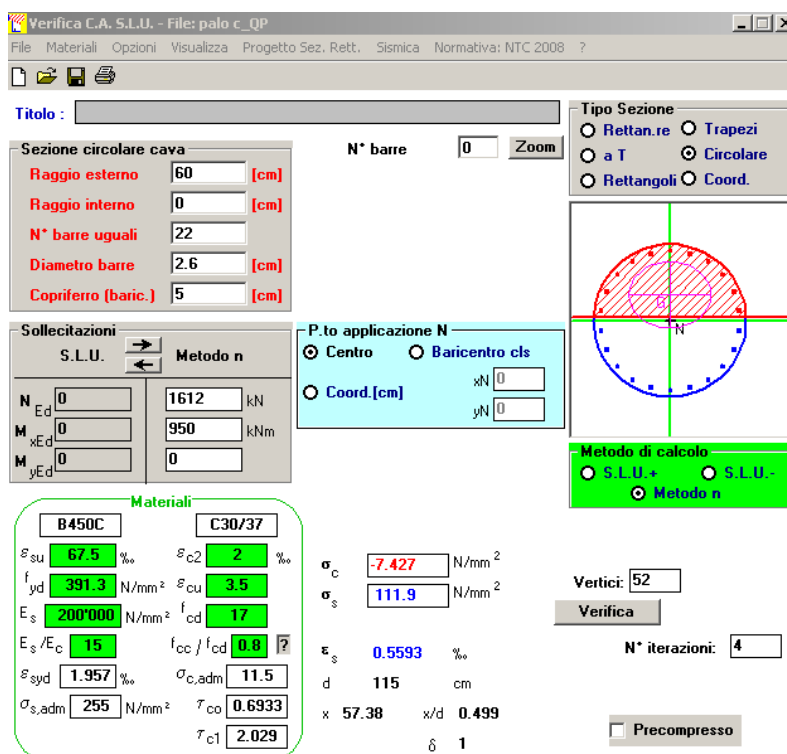 Verifica C.A. S.L.U. - File: palo c_QP
File Materiali Opzioni Visualizza Progetto Sez. Rett. Sismica Normativa: NTC 2008 ?
Titolo :
Tipo Sezione
Rettan.re Trapezi
a T Circolare
Rettangoli Coord.
Sezione circolare cava
Raggio esterno 60 [cm]
Raggio interno 0 [cm]
N° barre uguali 22
Diametro barre 2.6 [cm]
Copriferro (baric.) 5 [cm]
N° barre 0 Zoom
G
N
Sollecitazioni
S.L.U. Metodo n
N Ed 0 1612 kN
M xEd 0 950 kNm
M yEd 0 0
P.to applicazione N
Centro Baricentro cls
Coord.[cm] xN 0
yN 0
Metodo di calcolo
S.L.U.+ S.L.U.-
Metodo n
Materiali
B450C C30/37
εsu 67.5 ‰ εc2 2 ‰
fyd 391.3 N/mm² εcu 3.5
Es 200'000 N/mm² fcd 17
Es/Ec 15 fcc / fcd 0.8 ?
εsyd 1.957 ‰ σc,adm 11.5
σs,adm 255 N/mm² τco 0.6933
τc1 2.029
σc -7.427 N/mm²
σs 111.9 N/mm²
εs 0.5593 ‰
d 115 cm
x 57.38 x/d 0.499
δ 1
Vertici: 52
Verifica
N° iterazioni: 4
Precompresso